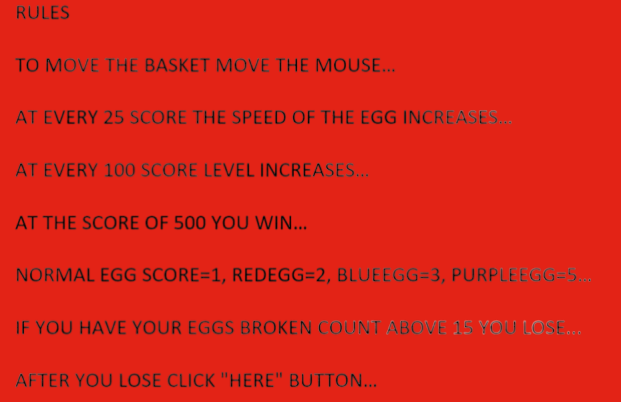 RULES
TO MOVE THE BASKET MOVE THE MOUSE...
AT EVERY 25 SCORE THE SPEED OF THE EGG INCREASES...
AT EVERY 100 SCORE LEVEL INCREASES...
AT THE SCORE OF 500 YOU WIN...
NORMAL EGG SCORE=1, REDEGG=2, BLUEEGG=3, PURPLEEGG=5...
IF YOU HAVE YOUR EGGS BROKEN COUNT ABOVE 15 YOU LOSE...
AFTER YOU LOSE CLICK "HERE" BUTTON...